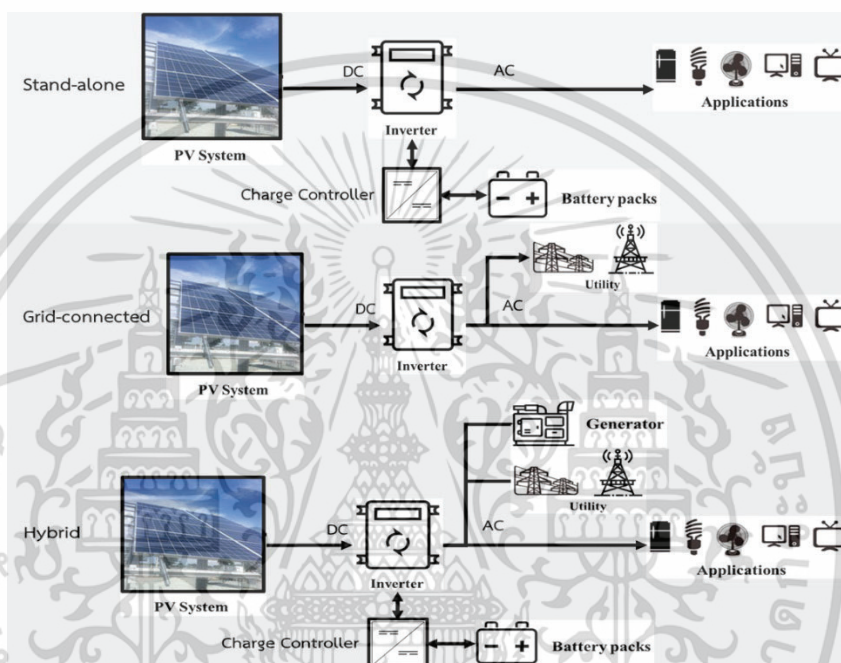 Stand-alone
PV System
DC
Inverter
AC
Applications
Charge Controller
Battery packs
Grid-connected
PV System
DC
Inverter
AC
Utility
Applications
Hybrid
PV System
DC
Inverter
AC
Generator
Utility
Applications
Charge Controller
Battery packs